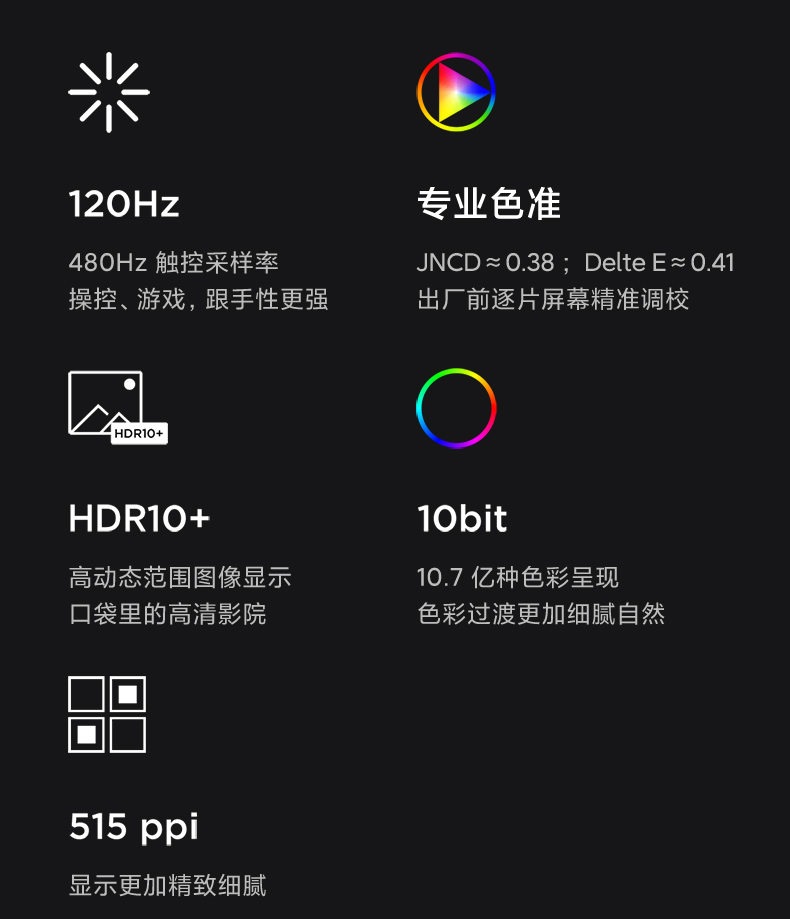 120Hz
480Hz 触控采样率
操控、游戏，跟手性更强
专业色准
JNCD≈0.38； Delte E≈0.41
出厂前逐片屏幕精准调校
HDR10+
HDR10+
高动态范围图像显示
口袋里的高清影院
10bit
10.7 亿种色彩呈现
色彩过渡更加细腻自然
515 ppi
显示更加精致细腻